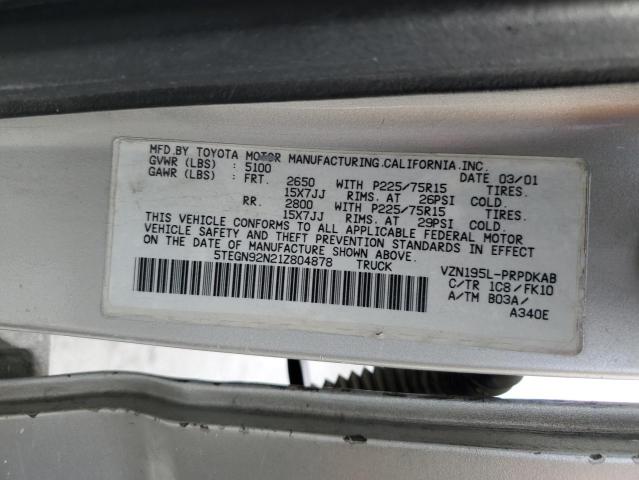 MFD.BY TOYOTA MOTOR MANUFACTURING.CALIFORNIA.INC.
GVWR (LBS) : 5100 DATE 03/01
GAWR (LBS) : FRT. 2650 WITH P225/75R15 TIRES.
15X7JJ RIMS. AT 26PSI COLD.
RR. 2800 WITH P225/75R15 TIRES.
15X7JJ RIMS. AT 29PSI COLD.
THIS VEHICLE CONFORMS TO ALL APPLICABLE FEDERAL MOTOR
VEHICLE SAFETY AND THEFT PREVENTION STANDARDS IN EFFECT
ON THE DATE OF MANUFACTURE SHOWN ABOVE.
5TEGN92N21Z804878 TRUCK
VZN195L-PRPDKAB
C/TR 1C8/FK10
A/TM B03A/
A340E